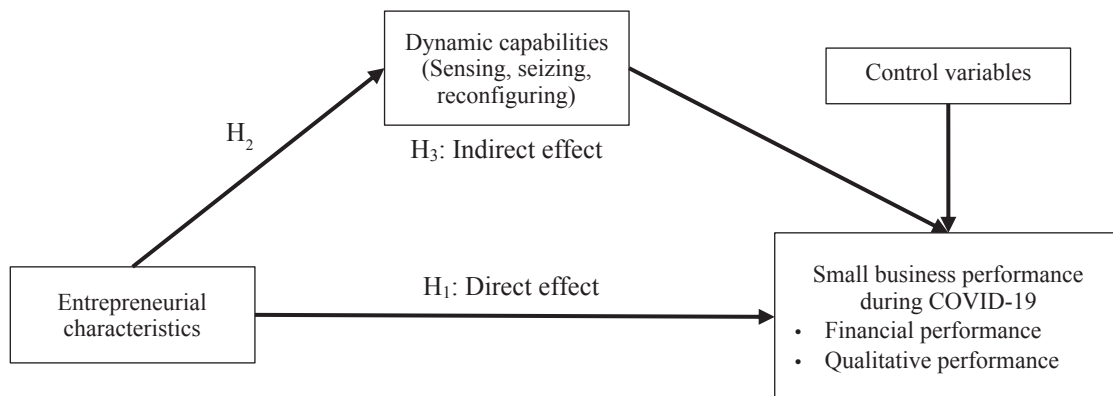 Dynamic capabilities
(Sensing, seizing,
reconfiguring)
Control variables
H2
H3: Indirect effect
Entrepreneurial
characteristics
H1: Direct effect
Small business performance
during COVID-19
• Financial performance
• Qualitative performance